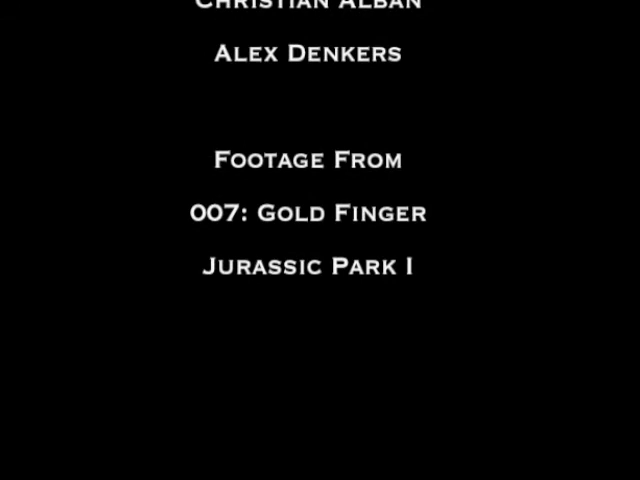 Christian Alban
Alex Denkers
Footage From
007: Gold Finger
Jurassic Park I